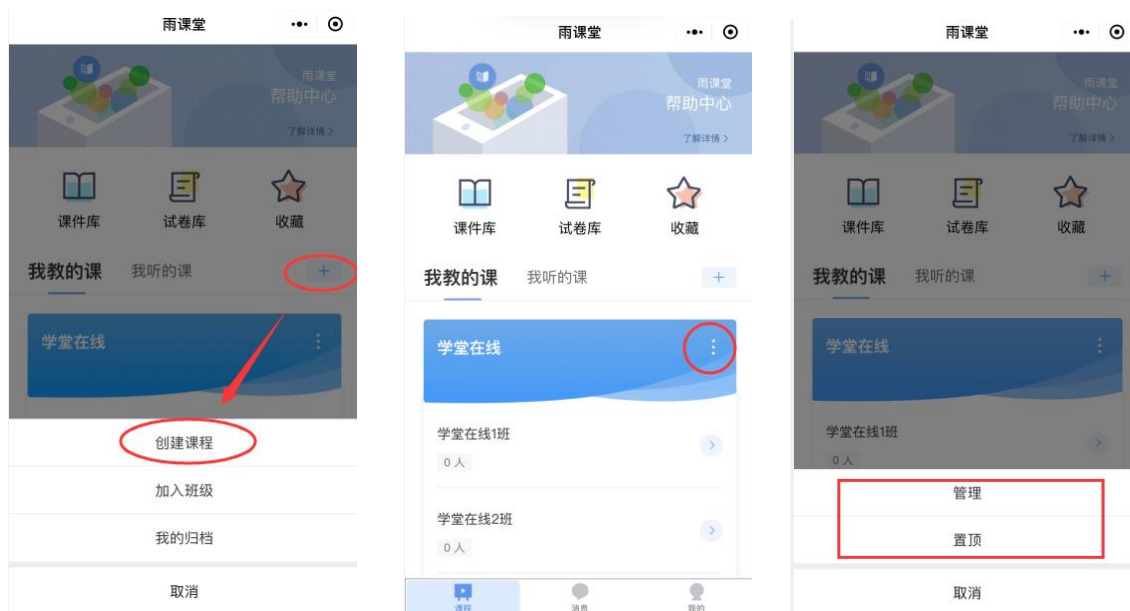 雨课堂
雨课堂
帮助中心
了解详情 >
课件库
试卷库
收藏
我教的课
我听的课
+
学堂在线
创建课程
加入班级
我的归档
取消
雨课堂
雨课堂
帮助中心
了解详情 >
课件库
试卷库
收藏
我教的课
我听的课
+
学堂在线
学堂在线1班
0人
学堂在线2班
0人
课程
消息
我的
雨课堂
雨课堂
帮助中心
了解详情 >
课件库
试卷库
收藏
我教的课
我听的课
+
学堂在线
学堂在线1班
0人
管理
置顶
取消